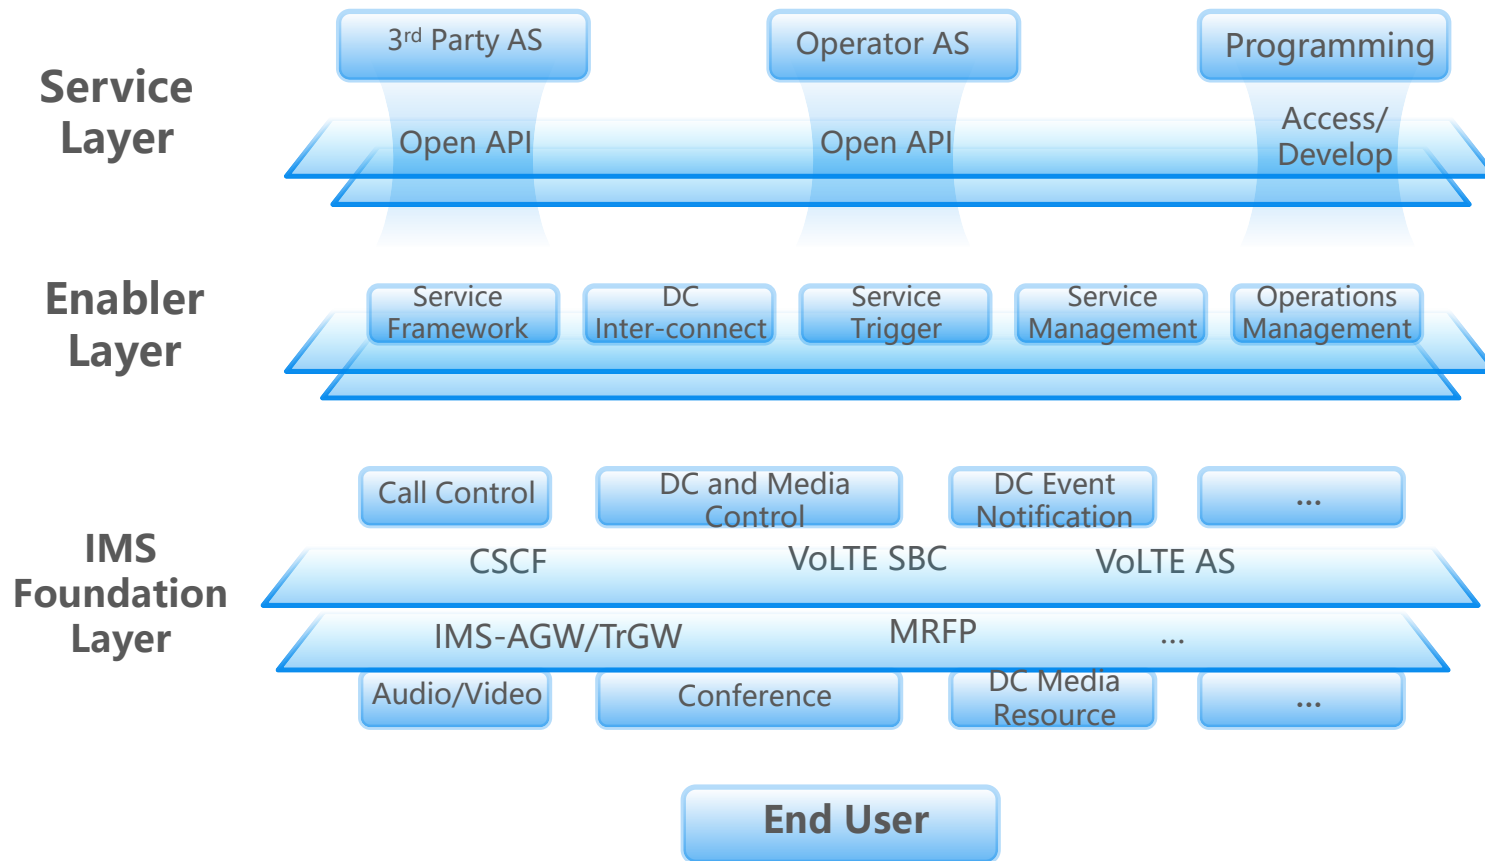 Service
Layer
3rd Party AS
Operator AS
Programming
Open API
Open API
Access/
Develop
Enabler
Layer
Service
Framework
DC
Inter-connect
Service
Trigger
Service
Management
Operations
Management
IMS
Foundation
Layer
Call Control
DC and Media
Control
DC Event
Notification
...
CSCF
VoLTE SBC
VoLTE AS
IMS-AGW/TrGW
MRFP
...
Audio/Video
Conference
DC Media
Resource
...
End User